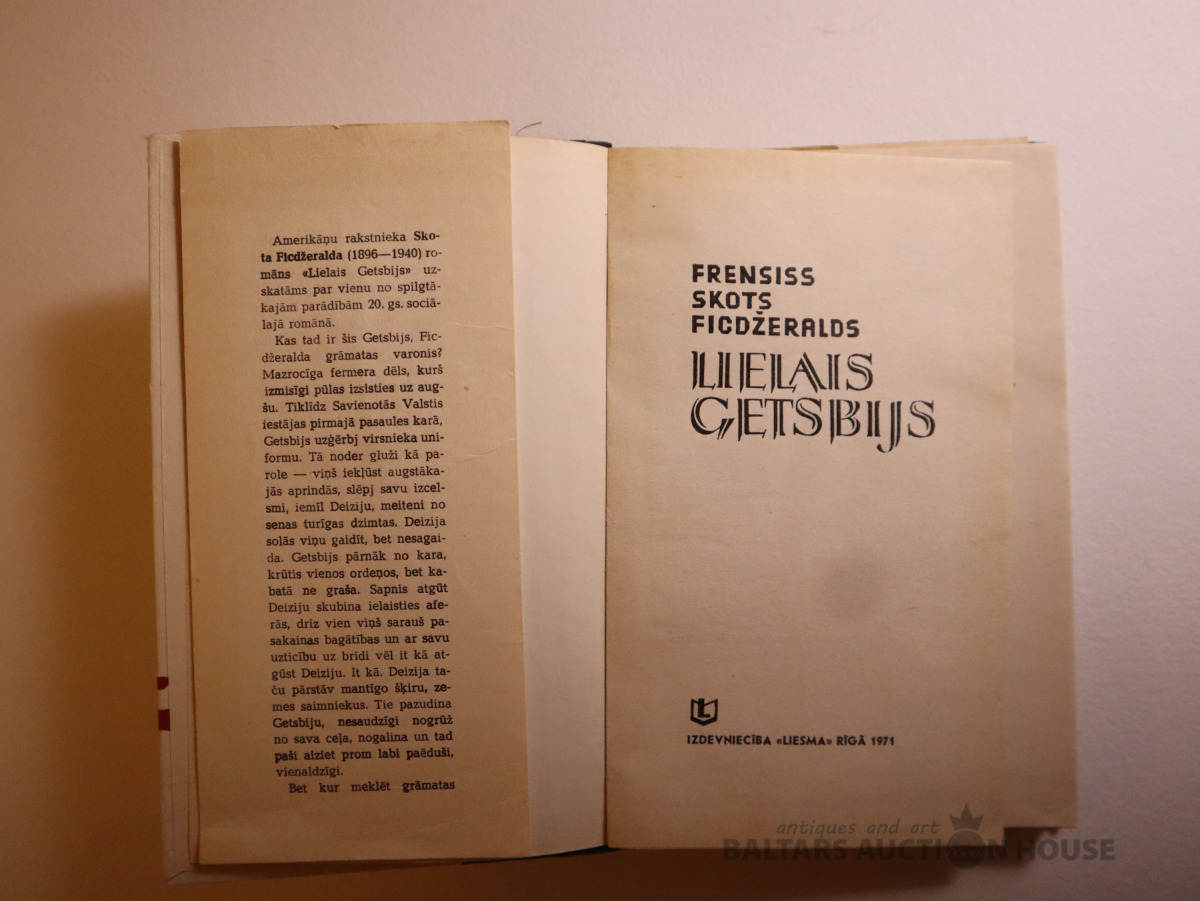 Amerikāņu rakstnieka Sko-
ta Ficdžeralda (1896—1940) ro-
māns «Lielais Getsbijs» uz-
skatāms par vienu no spilgtā-
kajām parādībām 20. gs. sociā-
lajā romānā.
Kas tad ir šis Getsbijs, Fic-
džeralda grāmatas varonis?
Mazrocīga fermera dēls, kurš
izmisīgi pūlas izsisties uz aug-
šu. Tiklīdz Savienotās Valstis
iestājas pirmajā pasaules karā,
Getsbijs uzģērbj virsnieka uni-
formu. Tā noder gluži kā pa-
role — viņš iekļūst augstāka-
jās aprindās, slēpj savu izcel-
smi, iemīl Deiziju, meiteni no
senas turīgas dzimtas. Deizija
solās viņu gaidīt, bet nesagai-
da. Getsbijs pārnāk no kara,
krūtis vienos ordeņos, bet ka-
batā ne graša. Sapnis atgūt
Deiziju skubina ielaisties afe-
rās, driz vien viņš sarauš pa-
sakainas bagātības un ar savu
uzticību uz brīdi vēl it kā at-
gūst Deiziju. It kā. Deizija ta-
ču pārstāv mantīgo šķiru, ze-
mes saimniekus. Tie pazudina
Getsbiju, nesaudzīgi nogrūž
no sava ceļa, nogalina un tad
paši aiziet prom labi paēduši,
vienaldzīgi.
Bet kur meklēt grāmatas
FRENSISS
SKOTS
FICDŽERALDS
LIELAIS
GETSBIJS
L
IZDEVNIECĪBA «LIESMA» RĪGĀ 1971
antiques and art
BALTARS AUCTION HOUSE